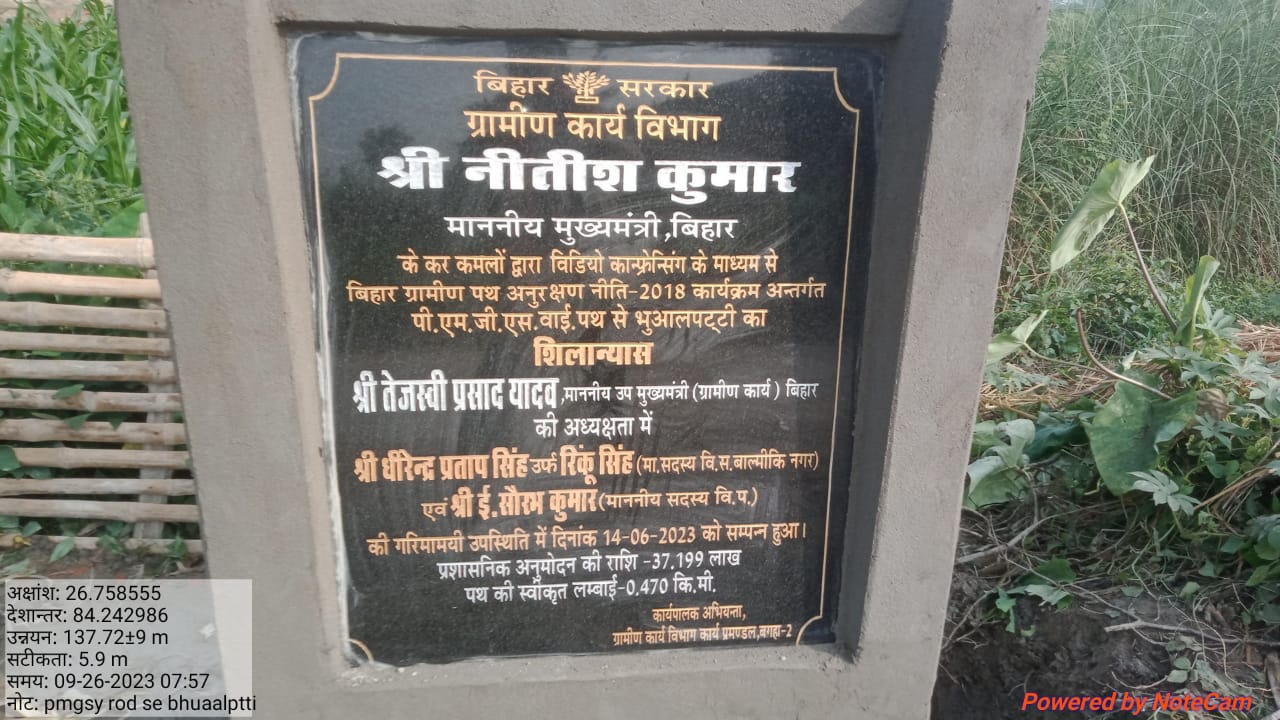 बिहार सरकार
ग्रामीण कार्य विभाग
श्री नीतीश कुमार
माननीय मुख्यमंत्री,बिहार
के कर कमलों द्वारा विडियो कान्फ्रेन्सिंग के माध्यम से
बिहार ग्रामीण पथ अनुरक्षण नीति-2018 कार्यक्रम अन्तर्गत
पी.एम.जी.एस.वाई.पथ से भुआलपट्टी का
शिलान्यास
श्री तेजस्वी प्रसाद यादव,माननीय उप मुख्यमंत्री (ग्रामीण कार्य ) बिहार
की अध्यक्षता में
श्री धीरेन्द्र प्रताप सिंह उर्फ रिंकू सिंह (मा.सदस्य वि.स.बाल्मीकि नगर)
एवं श्री ई.सौरभ कुमार (माननीय सदस्य वि.प.)
की गरिमामयी उपस्थिति में दिनांक 14-06-2023 को सम्पन्न हुआ।
प्रशासनिक अनुमोदन की राशि -37.199 लाख
पथ की स्वीकृत लम्बाई-0.470 कि.मी.
कार्यपालक अभियन्ता,
ग्रामीण कार्य विभाग कार्य प्रमण्डल,बगहा-2
अक्षांश: 26.758555
देशान्तर: 84.242986
उन्नयन: 137.72±9 m
सटीकता: 5.9 m
समय: 09-26-2023 07:57
नोट: pmgsy rod se bhuaalptti
Powered by NoteCam